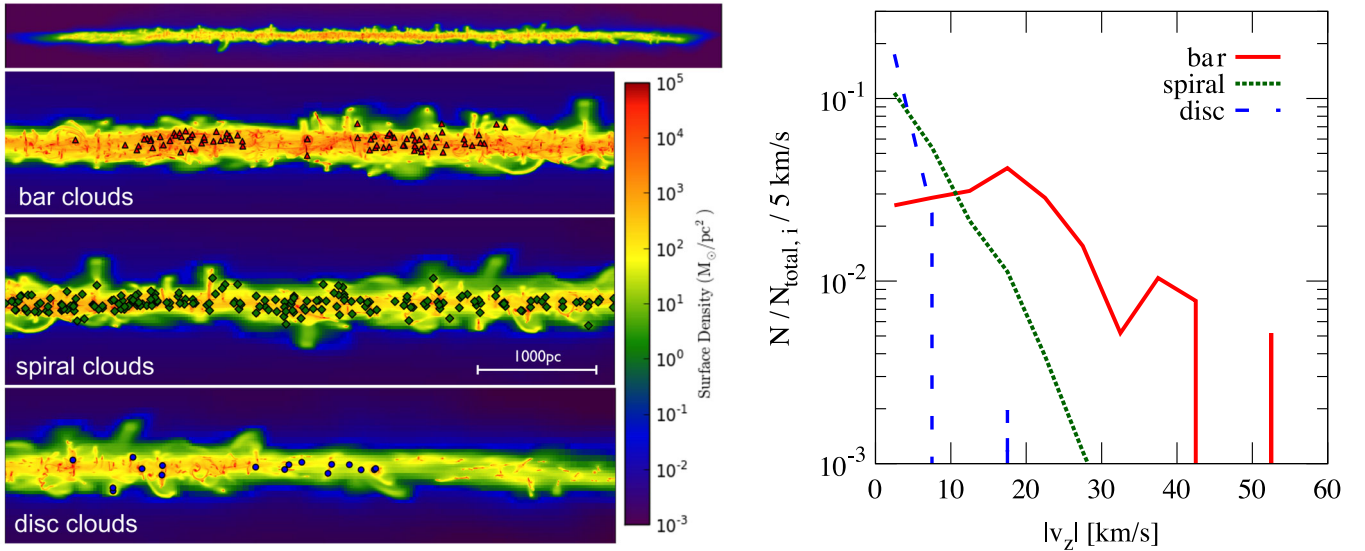 bar clouds
spiral clouds
1000pc
disc clouds
10^5
10^4
10^3
10^2
10^1
10^0
10^-1
10^-2
10^-3
Surface Density (M⊙/pc^2)
N / N_total, i / 5 km/s
10^-1
10^-2
10^-3
bar
spiral
disc
0 10 20 30 40 50 60
|v_z| [km/s]